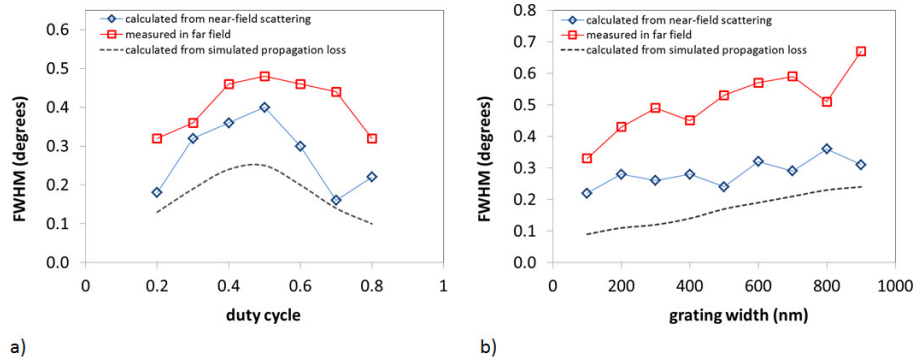 calculated from near-field scattering
measured in far field
calculated from simulated propagation loss
FWHM (degrees)
0.6
0.5
0.4
0.3
0.2
0.1
0.0
0 0.2 0.4 0.6 0.8 1
duty cycle
a)
calculated from near-field scattering
measured in far field
calculated from simulated propagation loss
FWHM (degrees)
0.8
0.7
0.6
0.5
0.4
0.3
0.2
0.1
0.0
0 200 400 600 800 1000
grating width (nm)
b)